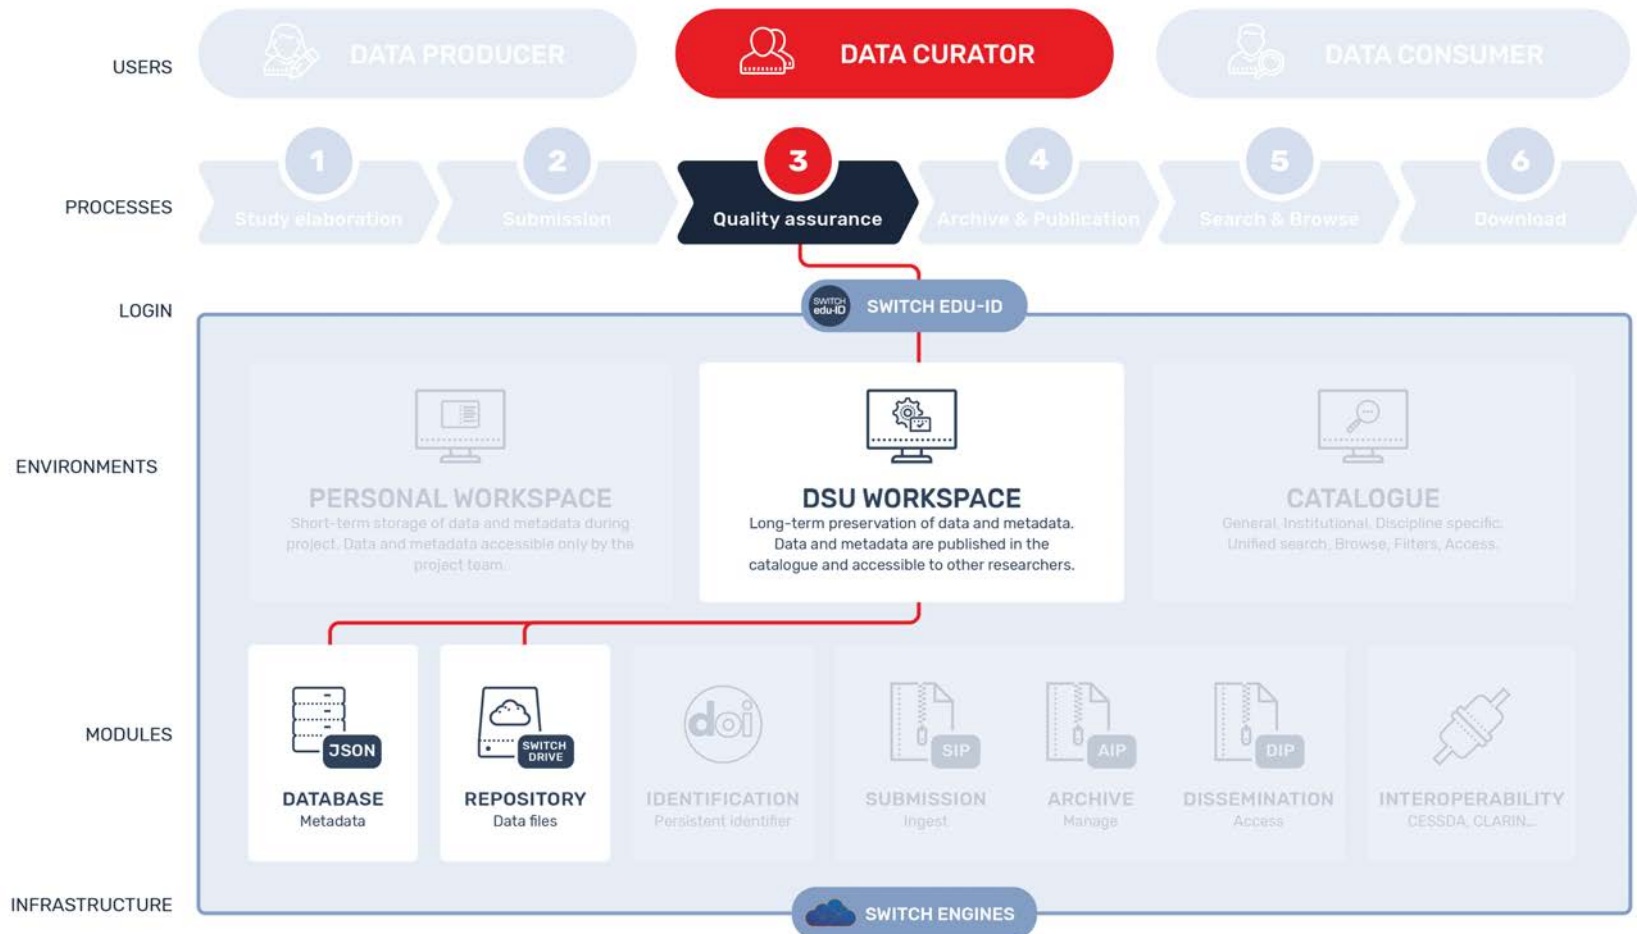 USERS
DATA PRODUCER
DATA CURATOR
DATA CONSUMER
PROCESSES
1
Study elaboration
2
Submission
3
Quality assurance
4
Archive & Publication
5
Search & Browse
6
Download
LOGIN
SWITCH
edu-ID
SWITCH EDU-ID
ENVIRONMENTS
PERSONAL WORKSPACE
Short-term storage of data and metadata during
project. Data and metadata accessible only by the
project team.
DSU WORKSPACE
Long-term preservation of data and metadata.
Data and metadata are published in the
catalogue and accessible to other researchers.
CATALOGUE
General, Institutional, Discipline specific.
Unified search, Browse, Filters, Access.
MODULES
JSON
DATABASE
Metadata
SWITCH
DRIVE
REPOSITORY
Data files
doi
IDENTIFICATION
Persistent identifier
SIP
SUBMISSION
Ingest
AIP
ARCHIVE
Manage
DIP
DISSEMINATION
Access
INTEROPERABILITY
CESSDA, CLARIN...
INFRASTRUCTURE
SWITCH ENGINES